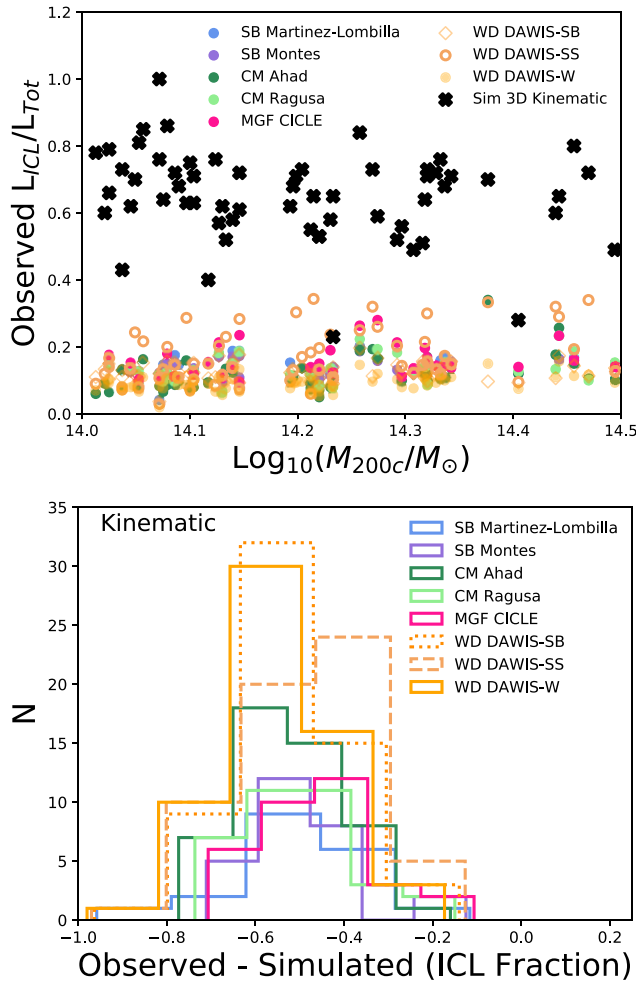 1.2
1.0
0.8
0.6
0.4
0.2
0.0
Observed L_ICL/L_Tot
SB Martinez-Lombilla
SB Montes
CM Ahad
CM Ragusa
MGF CICLE
WD DAWIS-SB
WD DAWIS-SS
WD DAWIS-W
Sim 3D Kinematic
14.0 14.1 14.2 14.3 14.4 14.5
Log₁₀(M₂₀₀c/M⊙)
35
30
25
20
15
10
5
0
N
Kinematic
SB Martinez-Lombilla
SB Montes
CM Ahad
CM Ragusa
MGF CICLE
WD DAWIS-SB
WD DAWIS-SS
WD DAWIS-W
−1.0 −0.8 −0.6 −0.4 −0.2 0.0 0.2
Observed - Simulated (ICL Fraction)